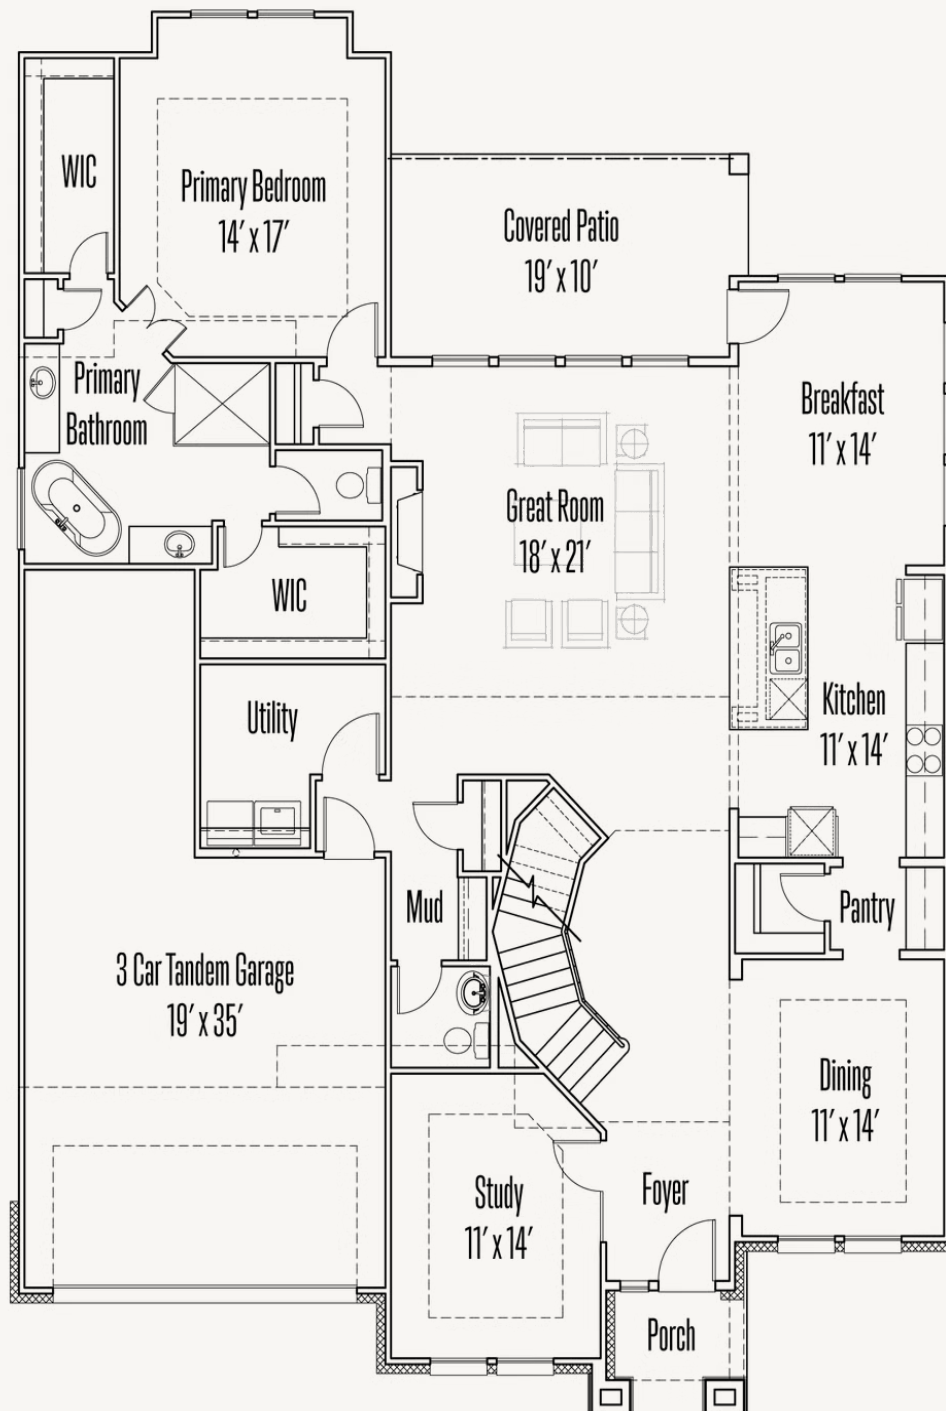 WIC
Primary Bedroom
14' x 17'
Covered Patio
19' x 10'
Primary
Bathroom
Breakfast
11' x 14'
Great Room
18' x 21'
WIC
Utility
Kitchen
11' x 14'
Mud
Pantry
3 Car Tandem Garage
19' x 35'
Dining
11' x 14'
Study
11' x 14'
Foyer
Porch